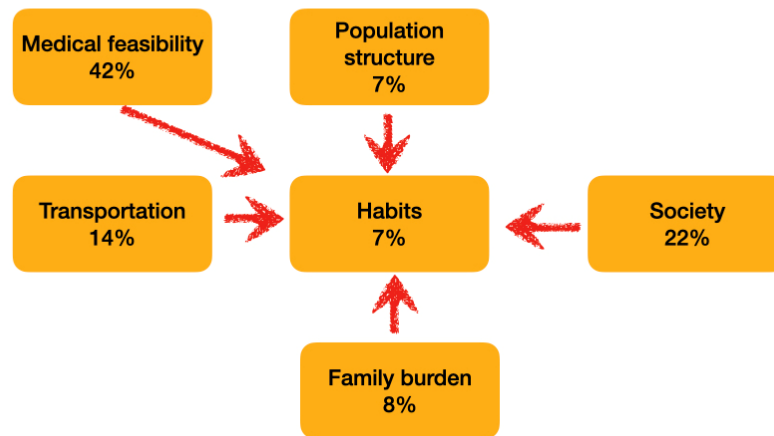 Medical feasibility
42%
Population
structure
7%
Transportation
14%
Habits
7%
Society
22%
Family burden
8%